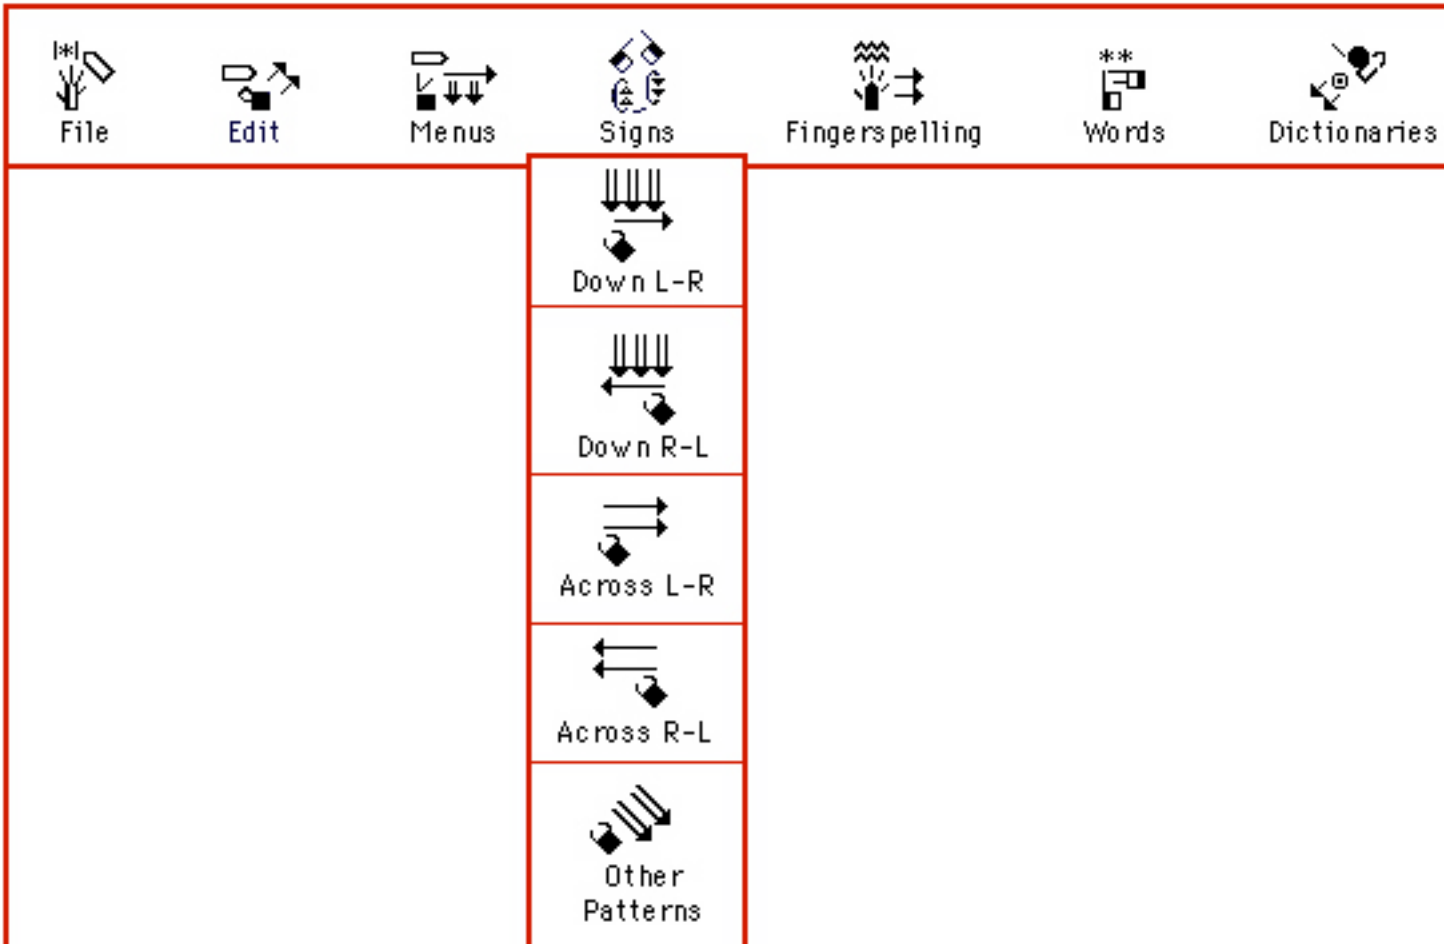 File Edit Menus Signs Fingerspelling Words Dictionaries
Down L-R
Down R-L
Across L-R
Across R-L
Other
Patterns